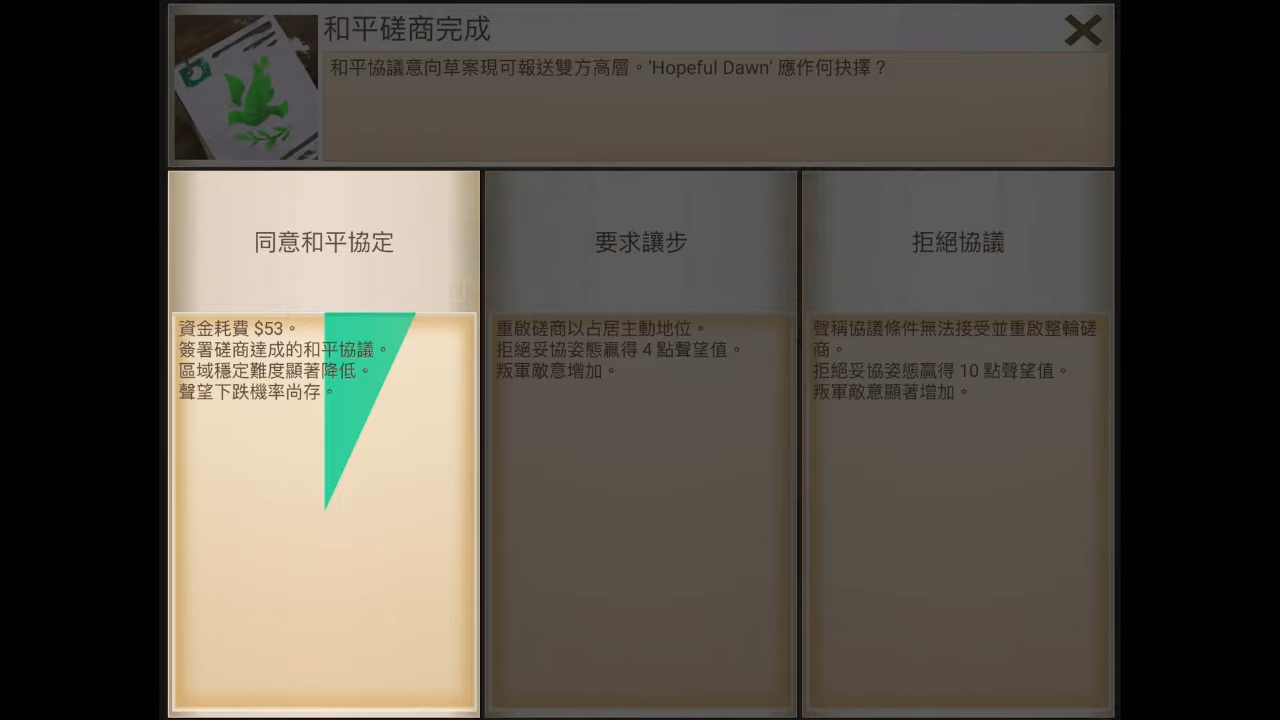 和平磋商完成
和平協議意向草案現可報送雙方高層。'Hopeful Dawn' 應作何抉擇？
同意和平協定
資金耗費 $53。
簽署磋商達成的和平協議。
區域穩定難度顯著降低。
聲望下跌機率尚存。
要求讓步
重啟磋商以占居主動地位。
拒絕妥協姿態贏得 4 點聲望值。
叛軍敵意增加。
拒絕協議
聲稱協議條件無法接受並重啟整輪磋
商。
拒絕妥協姿態贏得 10 點聲望值。
叛軍敵意顯著增加。